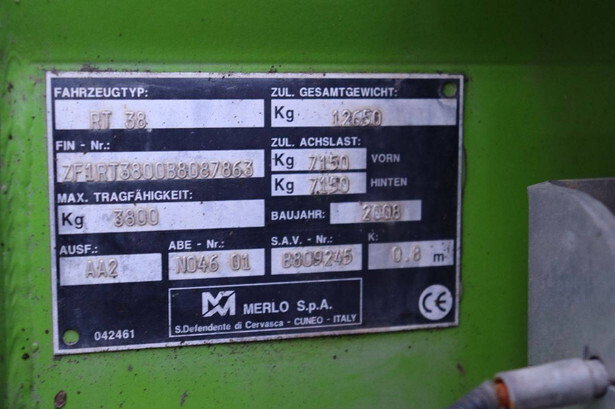 FAHRZEUGTYP:
RT 38
ZUL. GESAMTGEWICHT:
Kg 12650
FIN - Nr.:
ZF1RT3800B8087863
ZUL. ACHSLAST:
Kg 7150 VORN
Kg 7150 HINTEN
MAX. TRAGFÄHIGKEIT:
Kg 3800
BAUJAHR: 2008
AUSF.: ABE - Nr.: S.A.V. - Nr.: K:
AA2 N046 01 B809245 0.8 m
MERLO S.p.A.
S.Defendente di Cervasca - CUNEO - ITALY
CE
042461